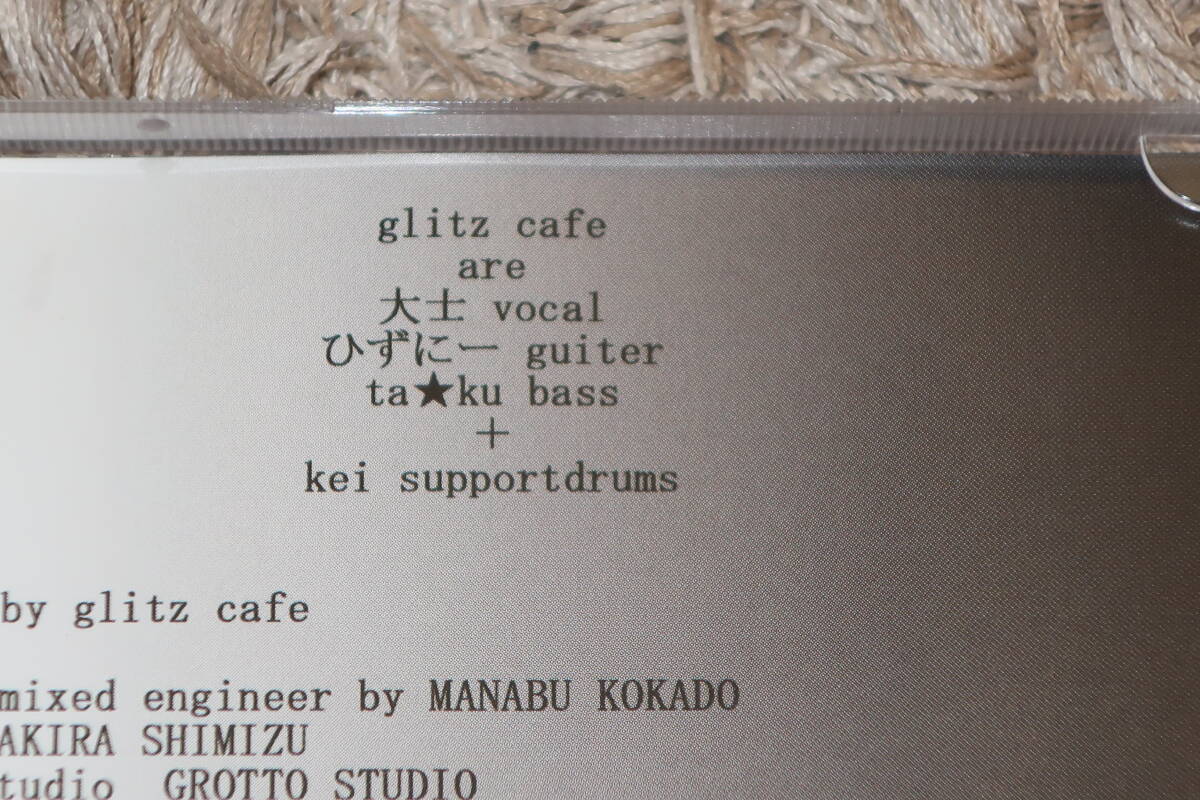 glitz cafe
are
大士 vocal
ひずにー guiter
ta★ku bass
＋
kei supportdrums
by glitz cafe
mixed engineer by MANABU KOKADO
AKIRA SHIMIZU
tudio GROTTO STUDIO